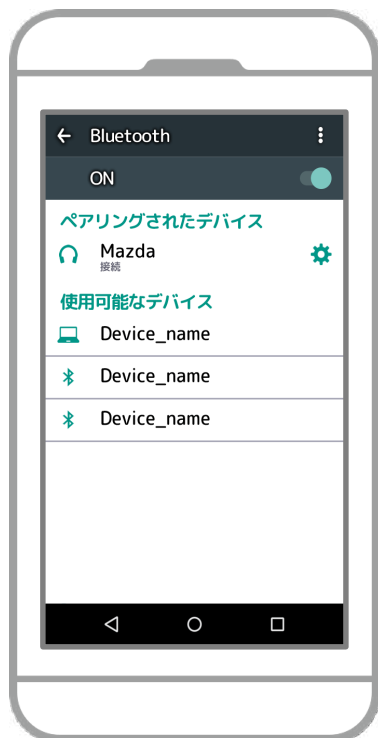 Bluetooth
ON
ペアリングされたデバイス
Mazda
接続
使用可能なデバイス
Device_name
Device_name
Device_name